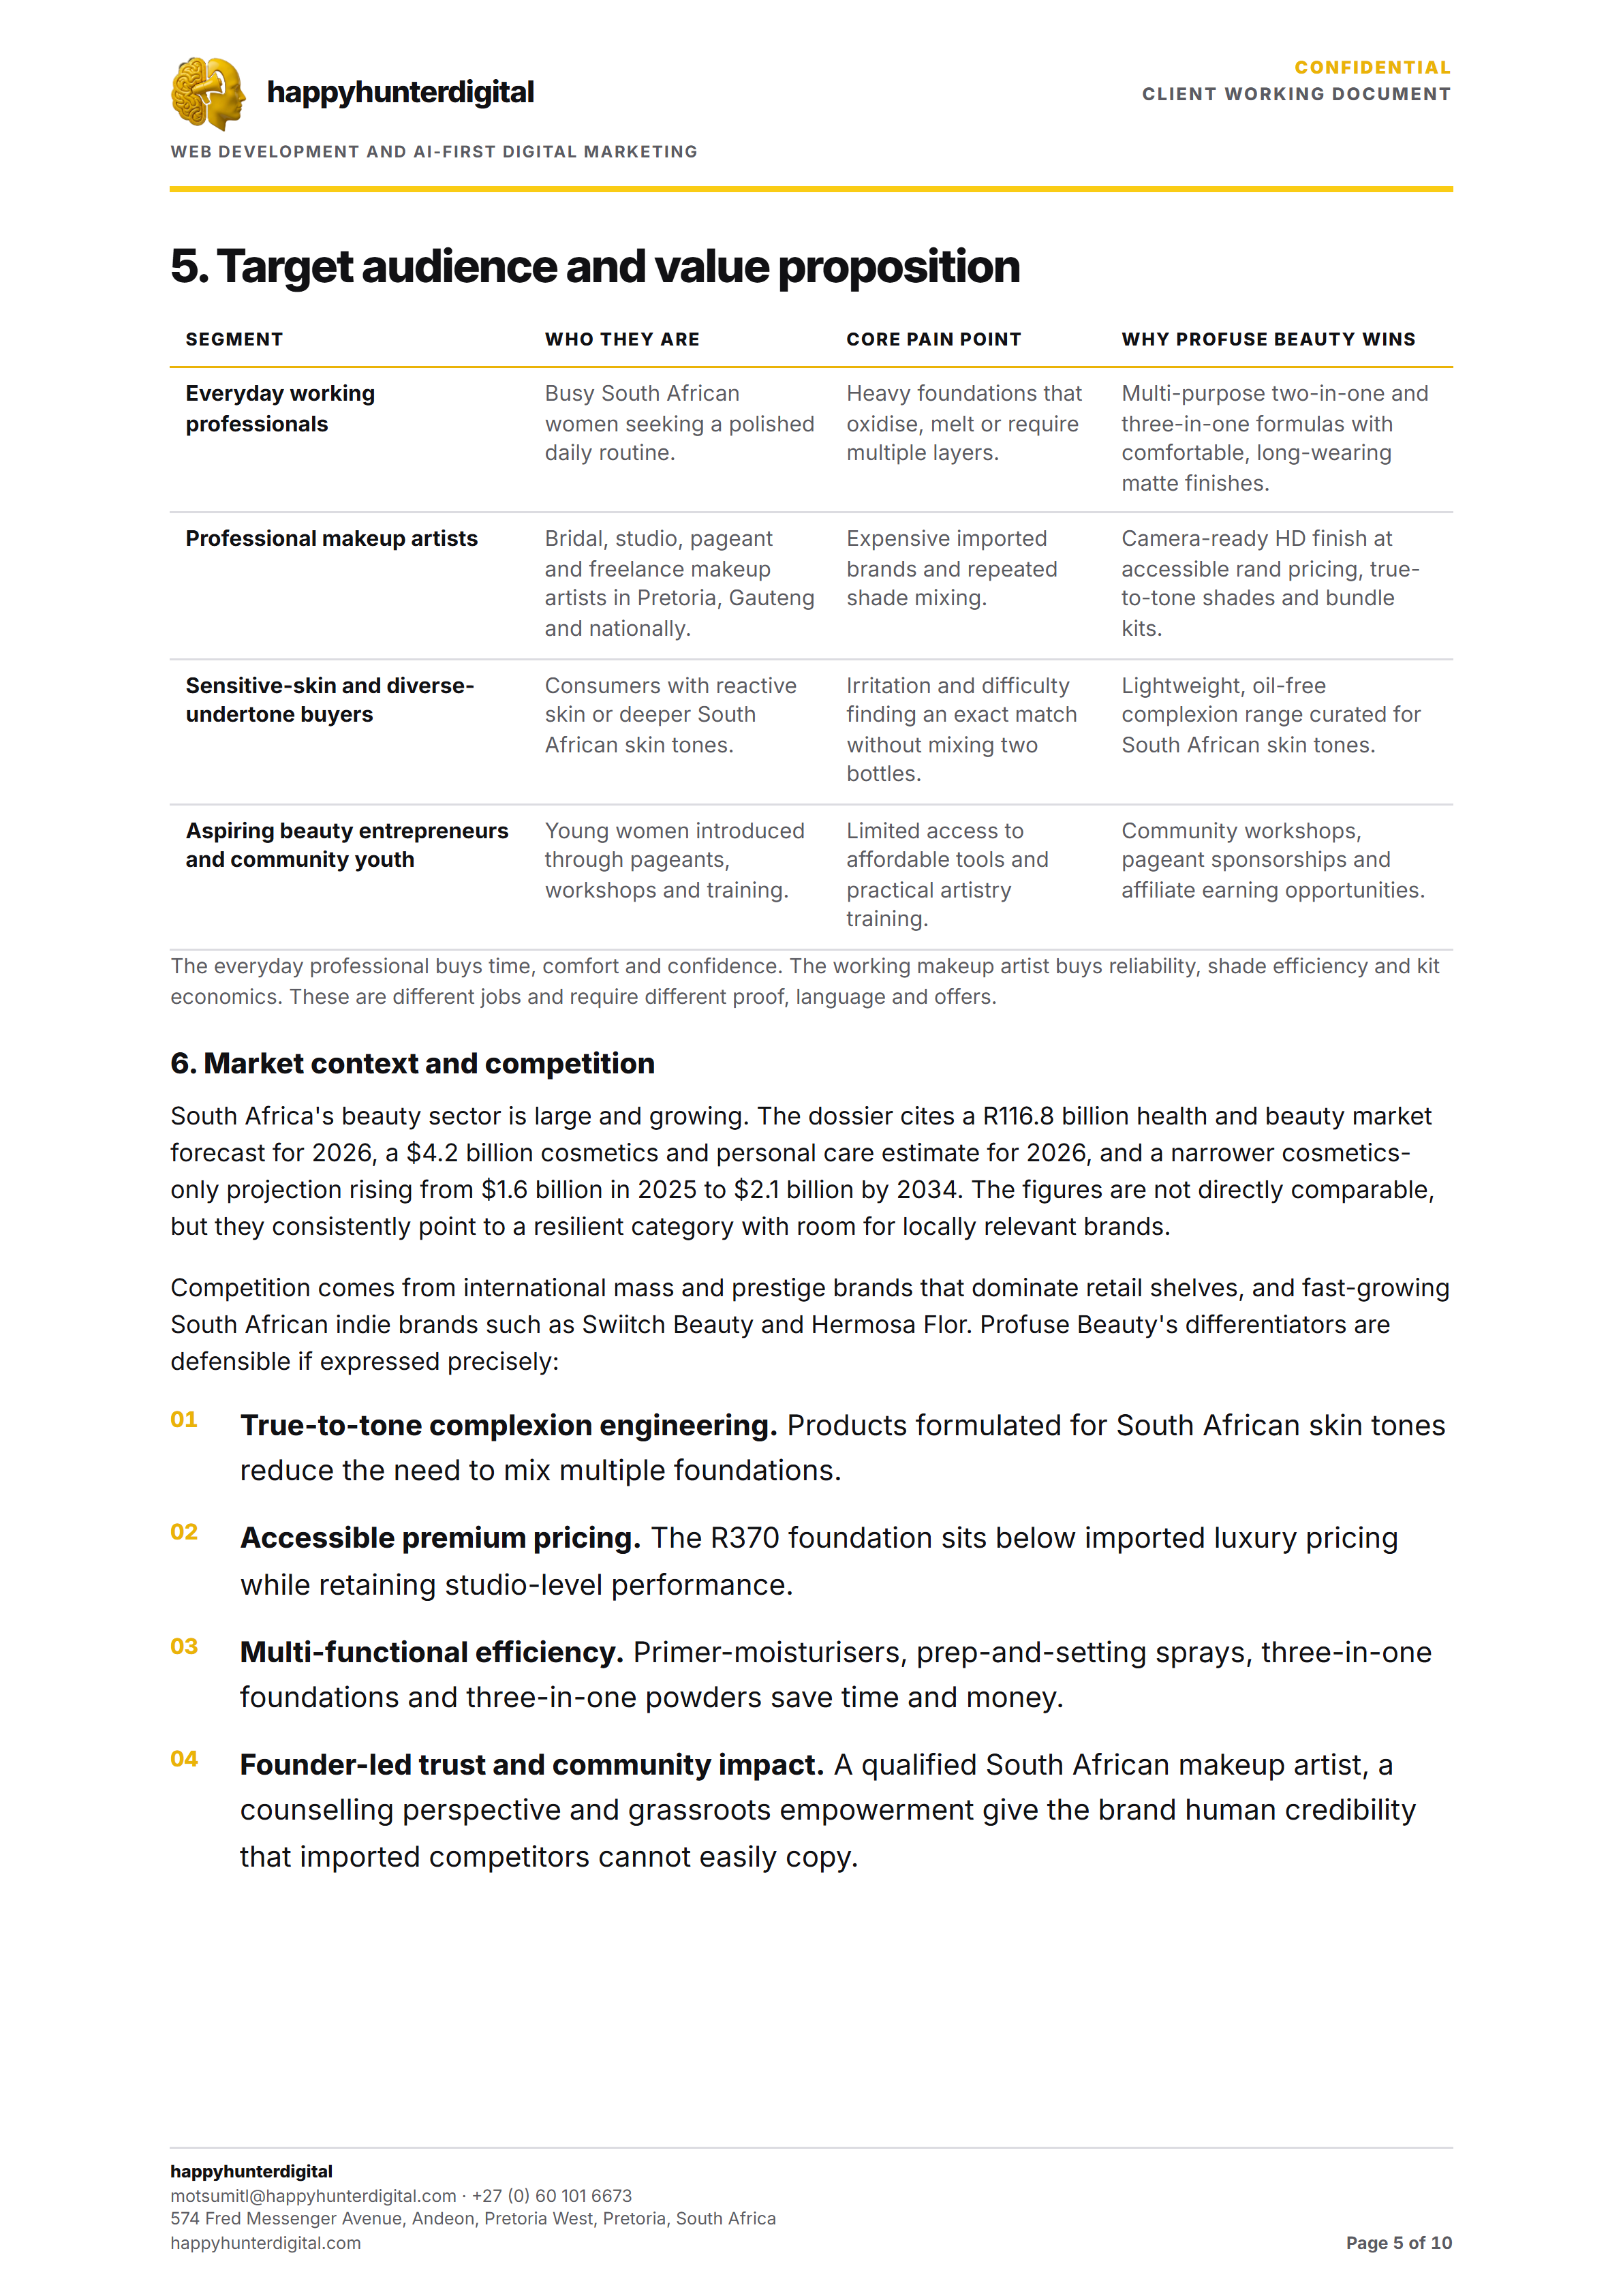 happyhunterdigital
CONFIDENTIAL
CLIENT WORKING DOCUMENT
WEB DEVELOPMENT AND AI-FIRST DIGITAL MARKETING
5. Target audience and value proposition
SEGMENT WHO THEY ARE CORE PAIN POINT WHY PROFUSE BEAUTY WINS
Everyday working
professionals
Busy South African
women seeking a polished
daily routine.
Heavy foundations that
oxidise, melt or require
multiple layers.
Multi-purpose two-in-one and
three-in-one formulas with
comfortable, long-wearing
matte finishes.
Professional makeup artists
Bridal, studio, pageant
and freelance makeup
artists in Pretoria, Gauteng
and nationally.
Expensive imported
brands and repeated
shade mixing.
Camera-ready HD finish at
accessible rand pricing, true-
to-tone shades and bundle
kits.
Sensitive-skin and diverse-
undertone buyers
Consumers with reactive
skin or deeper South
African skin tones.
Irritation and difficulty
finding an exact match
without mixing two
bottles.
Lightweight, oil-free
complexion range curated for
South African skin tones.
Aspiring beauty entrepreneurs
and community youth
Young women introduced
through pageants,
workshops and training.
Limited access to
affordable tools and
practical artistry
training.
Community workshops,
pageant sponsorships and
affiliate earning opportunities.
The everyday professional buys time, comfort and confidence. The working makeup artist buys reliability, shade efficiency and kit
economics. These are different jobs and require different proof, language and offers.
6. Market context and competition
South Africa's beauty sector is large and growing. The dossier cites a R116.8 billion health and beauty market
forecast for 2026, a $4.2 billion cosmetics and personal care estimate for 2026, and a narrower cosmetics-
only projection rising from $1.6 billion in 2025 to $2.1 billion by 2034. The figures are not directly comparable,
but they consistently point to a resilient category with room for locally relevant brands.
Competition comes from international mass and prestige brands that dominate retail shelves, and fast-growing
South African indie brands such as Swiitch Beauty and Hermosa Flor. Profuse Beauty's differentiators are
defensible if expressed precisely:
01 True-to-tone complexion engineering. Products formulated for South African skin tones
reduce the need to mix multiple foundations.
02 Accessible premium pricing. The R370 foundation sits below imported luxury pricing
while retaining studio-level performance.
03 Multi-functional efficiency. Primer-moisturisers, prep-and-setting sprays, three-in-one
foundations and three-in-one powders save time and money.
04 Founder-led trust and community impact. A qualified South African makeup artist, a
counselling perspective and grassroots empowerment give the brand human credibility
that imported competitors cannot easily copy.
happyhunterdigital
motsumitl@happyhunterdigital.com · +27 (0) 60 101 6673
574 Fred Messenger Avenue, Andeon, Pretoria West, Pretoria, South Africa
happyhunterdigital.com
Page 5 of 10